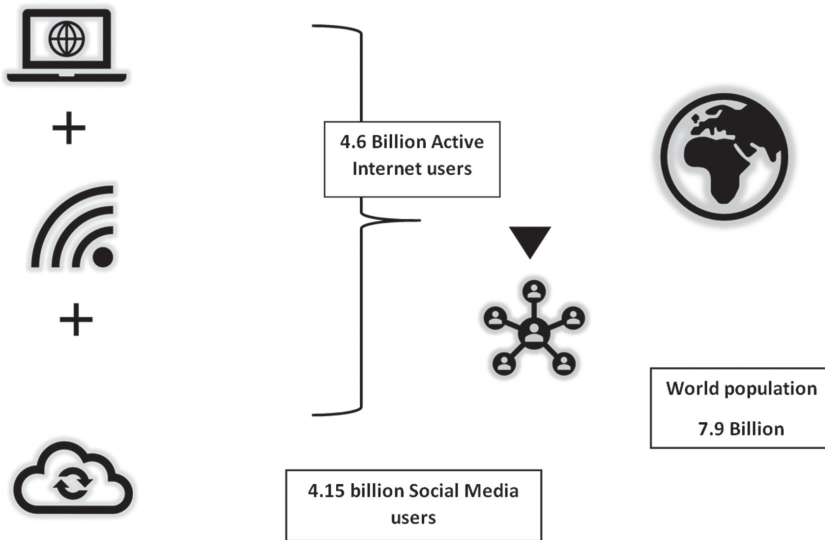 4.6 Billion Active
Internet users
World population
7.9 Billion
4.15 billion Social Media
users